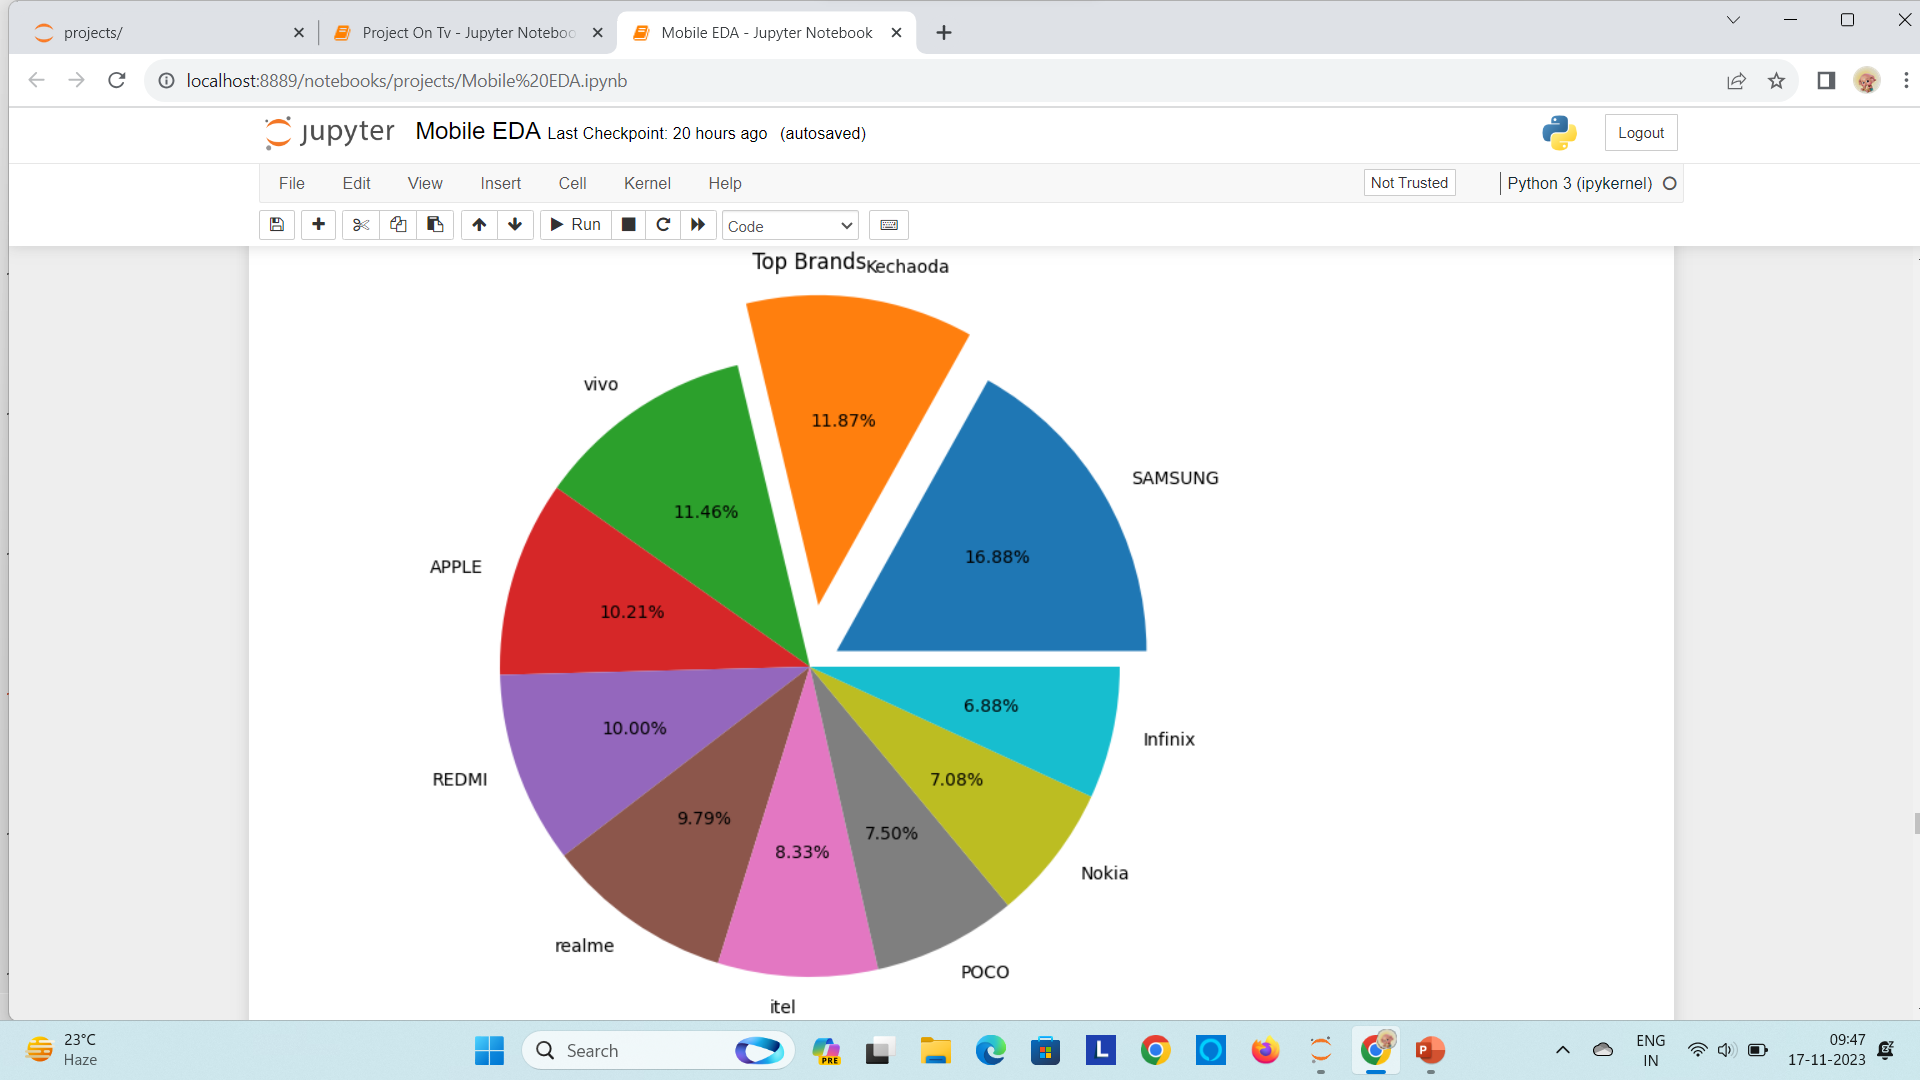 projects/
Project On Tv - Jupyter Noteboo
Mobile EDA - Jupyter Notebook
localhost:8889/notebooks/projects/Mobile%20EDA.ipynb
jupyter Mobile EDA Last Checkpoint: 20 hours ago (autosaved)
Logout
File Edit View Insert Cell Kernel Help
Not Trusted
Python 3 (ipykernel)
Run
Code
Top Brands
Kechaoda
vivo
11.87%
SAMSUNG
11.46%
16.88%
APPLE
10.21%
6.88%
10.00%
Infinix
REDMI
7.08%
9.79%
7.50%
8.33%
Nokia
realme
POCO
itel
23°C
Haze
Search
PRE
L
P
ENG
IN
09:47
17-11-2023